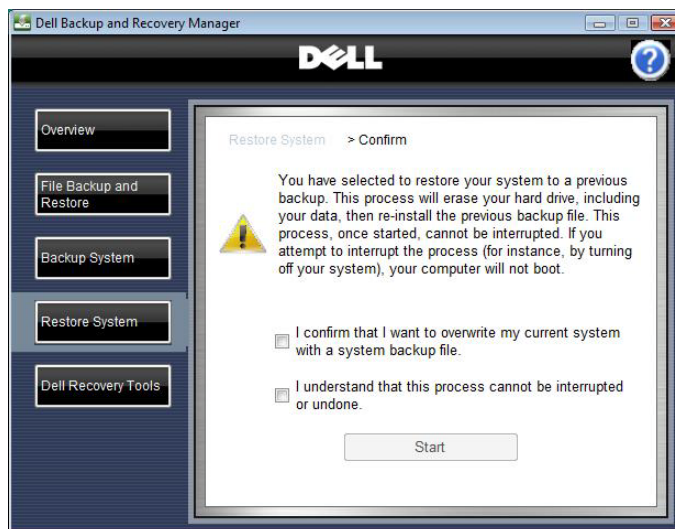 Dell Backup and Recovery Manager
DELL
?
Overview
File Backup and
Restore
Backup System
Restore System
Dell Recovery Tools
Restore System > Confirm
You have selected to restore your system to a previous
backup. This process will erase your hard drive, including
your data, then re-install the previous backup file. This
process, once started, cannot be interrupted. If you
attempt to interrupt the process (for instance, by turning
off your system), your computer will not boot.
I confirm that I want to overwrite my current system
with a system backup file.
I understand that this process cannot be interrupted
or undone.
Start